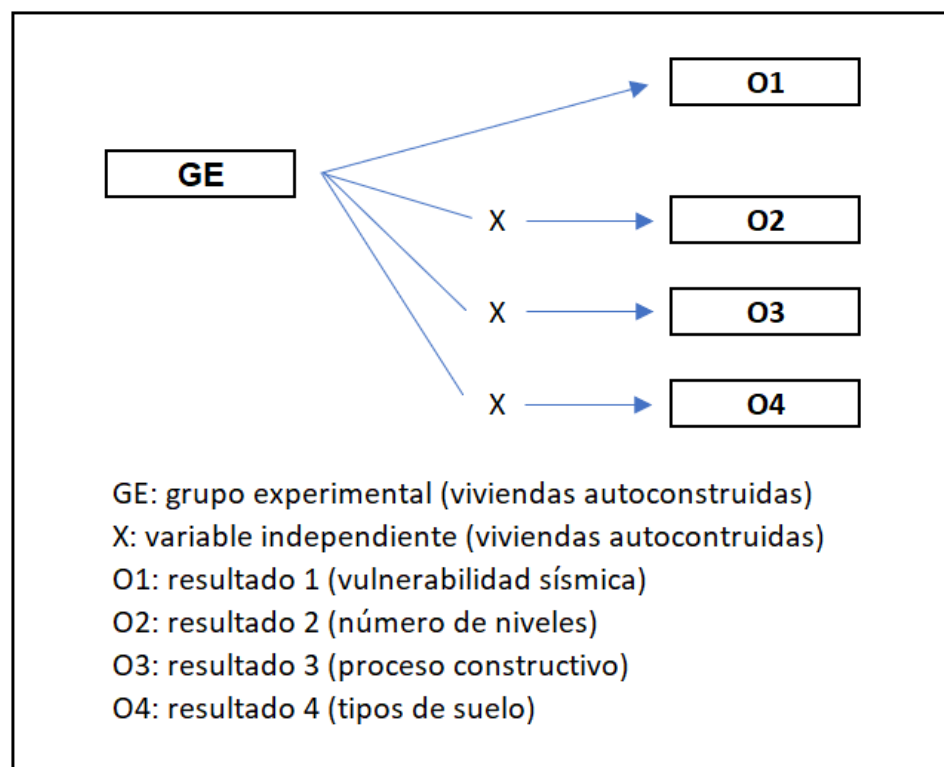 O1
GE
X
O2
X
O3
X
O4
GE: grupo experimental (viviendas autoconstruidas)
X: variable independiente (viviendas autocontruidas)
O1: resultado 1 (vulnerabilidad sísmica)
O2: resultado 2 (número de niveles)
O3: resultado 3 (proceso constructivo)
O4: resultado 4 (tipos de suelo)